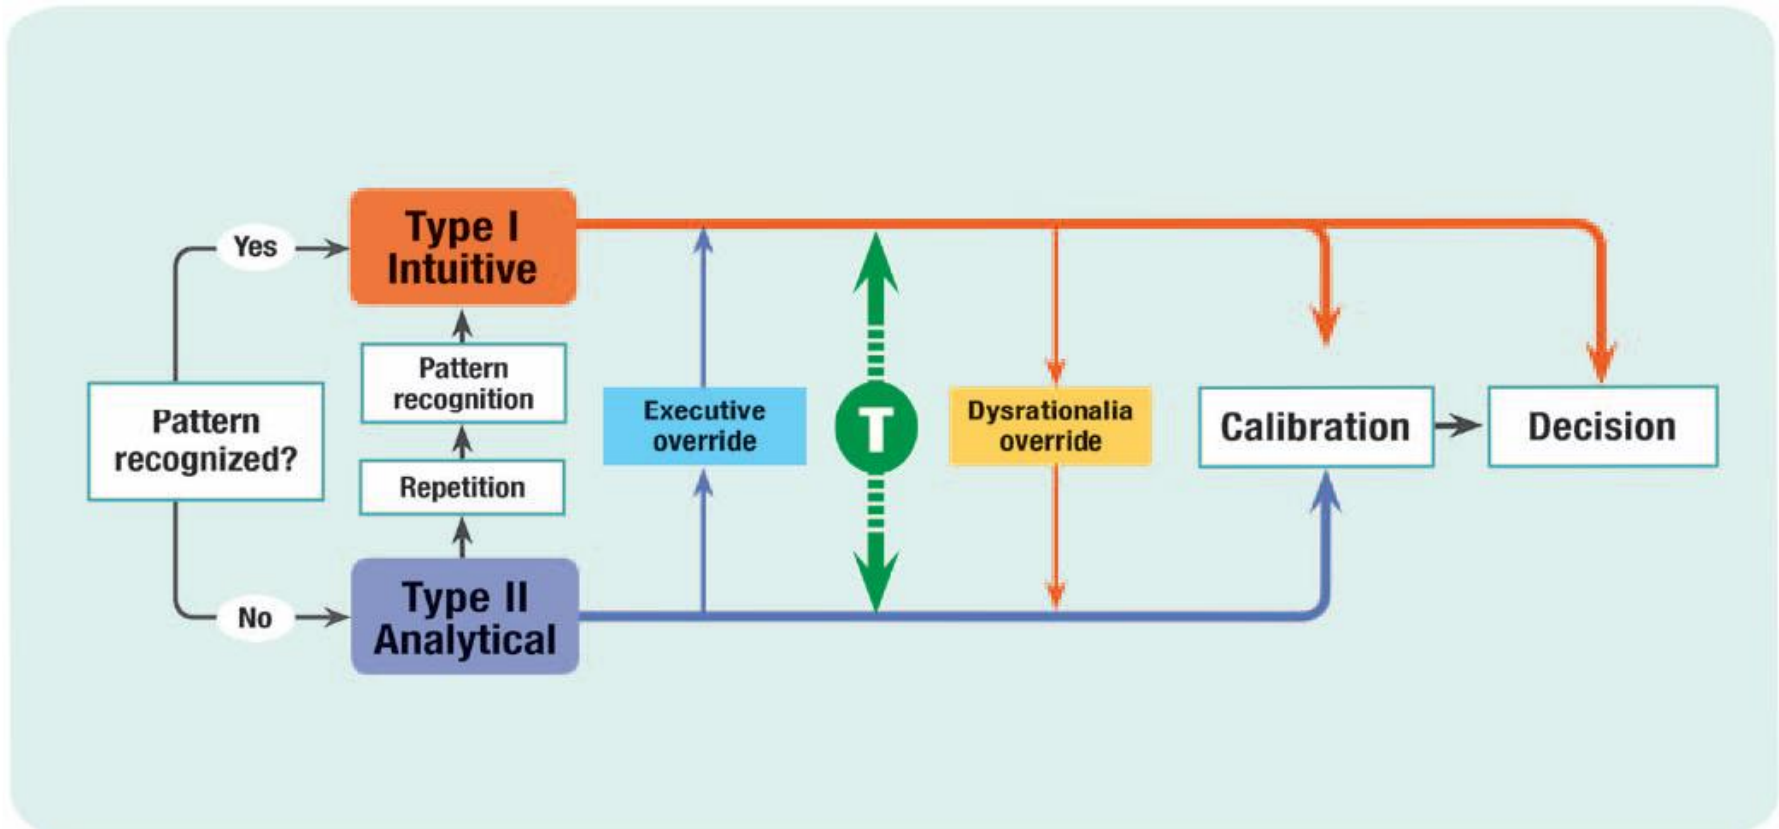 Pattern
recognized?
Yes
No
Type I
Intuitive
Pattern
recognition
Repetition
Type II
Analytical
Executive
override
T
Dysrationalia
override
Calibration
Decision